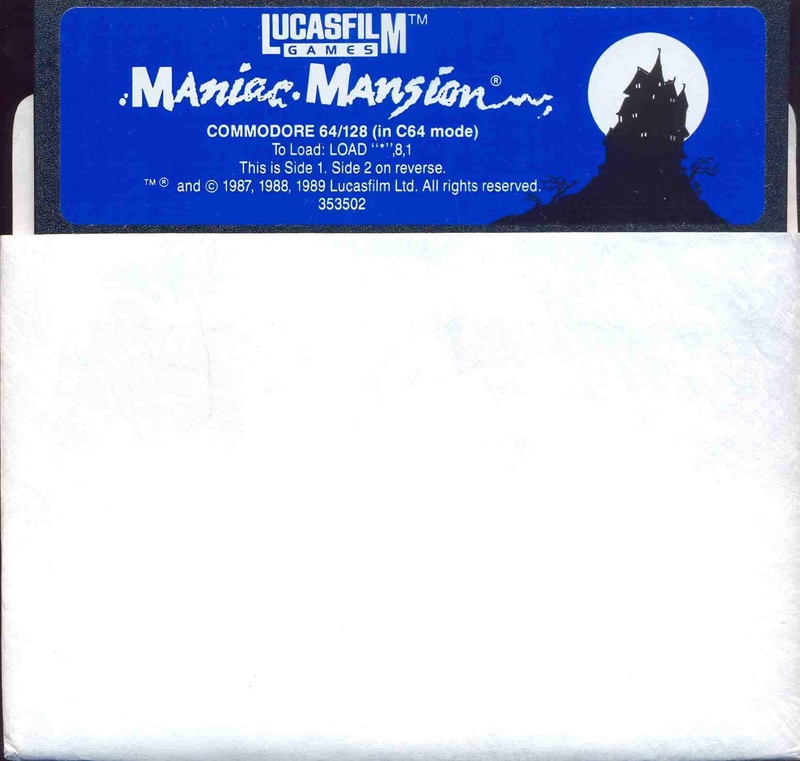 LUCASFILM™
GAMES
Maniac Mansion®
COMMODORE 64/128 (in C64 mode)
To Load: LOAD "*",8,1
This is Side 1. Side 2 on reverse.
™ ® and © 1987, 1988, 1989 Lucasfilm Ltd. All rights reserved.
353502